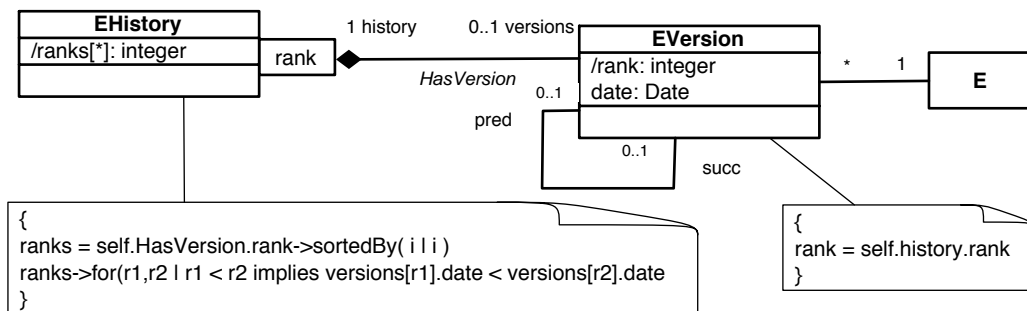 EHistory
/ranks[*]: integer
rank
1 history
0..1 versions
HasVersion
EVersion
/rank: integer
date: Date
*
1
E
0..1
pred
0..1
succ
{
ranks = self.HasVersion.rank->sortedBy( i l i )
ranks->for(r1,r2 l r1 < r2 implies versions[r1].date < versions[r2].date
}
{
rank = self.history.rank
}